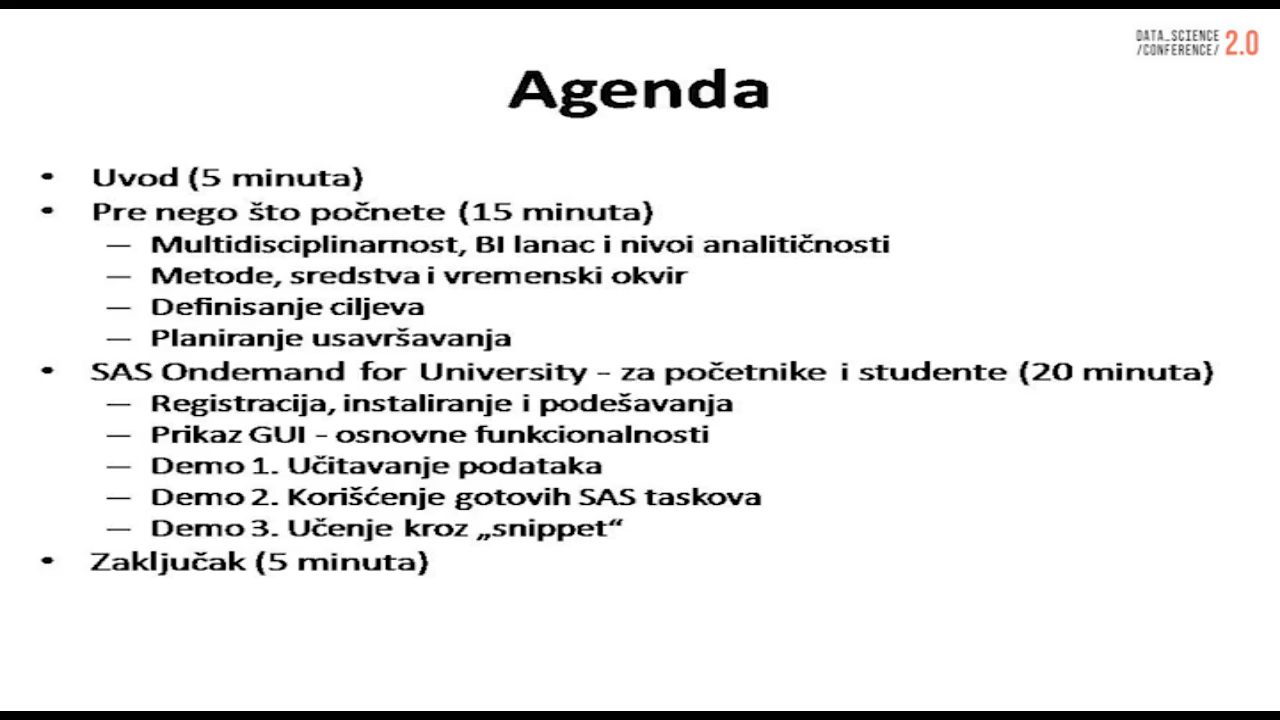 DATA_SCIENCE
/CONFERENCE/ 2.0
Agenda
• Uvod (5 minuta)
• Pre nego što počnete (15 minuta)
— Multidisciplinarnost, BI lanac i nivoi analitičnosti
— Metode, sredstva i vremenski okvir
— Definisanje ciljeva
— Planiranje usavršavanja
• SAS Ondemand for University - za početnike i studente (20 minuta)
— Registracija, instaliranje i podešavanja
— Prikaz GUI - osnovne funkcionalnosti
— Demo 1. Učitavanje podataka
— Demo 2. Korišćenje gotovih SAS taskova
— Demo 3. Učenje kroz „snippet“
• Zaključak (5 minuta)